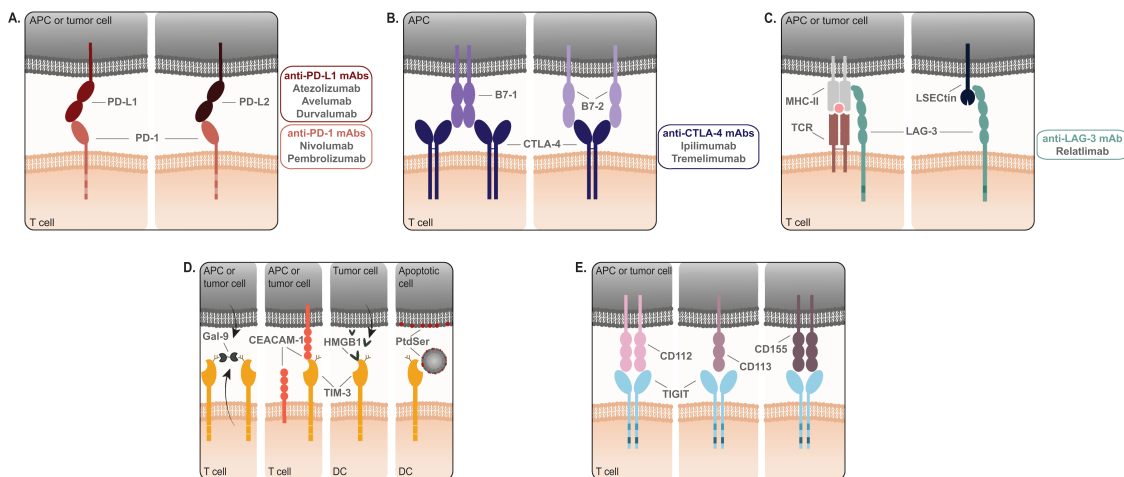 A.
APC or tumor cell
PD-L1
PD-L2
PD-1
T cell
anti-PD-L1 mAbs
Atezolizumab
Avelumab
Durvalumab
anti-PD-1 mAbs
Nivolumab
Pembrolizumab
B.
APC
B7-1
B7-2
CTLA-4
T cell
anti-CTLA-4 mAbs
Ipilimumab
Tremelimumab
C.
APC or tumor cell
MHC-II
LSECtin
TCR
LAG-3
T cell
anti-LAG-3 mAb
Relatlimab
D.
APC or
tumor cell
APC or
tumor cell
Tumor cell
Apoptotic
cell
Gal-9
CEACAM-1
HMGB1
PtdSer
TIM-3
T cell
T cell
DC
DC
E.
APC or tumor cell
CD112
CD113
CD155
TIGIT
T cell